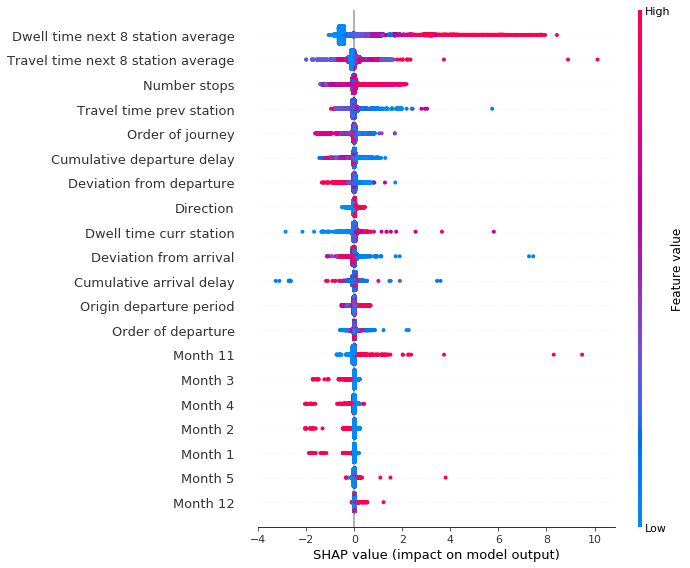 High
Dwell time next 8 station average
Travel time next 8 station average
Number stops
Travel time prev station
Order of journey
Cumulative departure delay
Deviation from departure
Direction
Dwell time curr station
Deviation from arrival
Cumulative arrival delay
Origin departure period
Order of departure
Month 11
Month 3
Month 4
Month 2
Month 1
Month 5
Month 12
Feature value
Low
−4 −2 0 2 4 6 8 10
SHAP value (impact on model output)